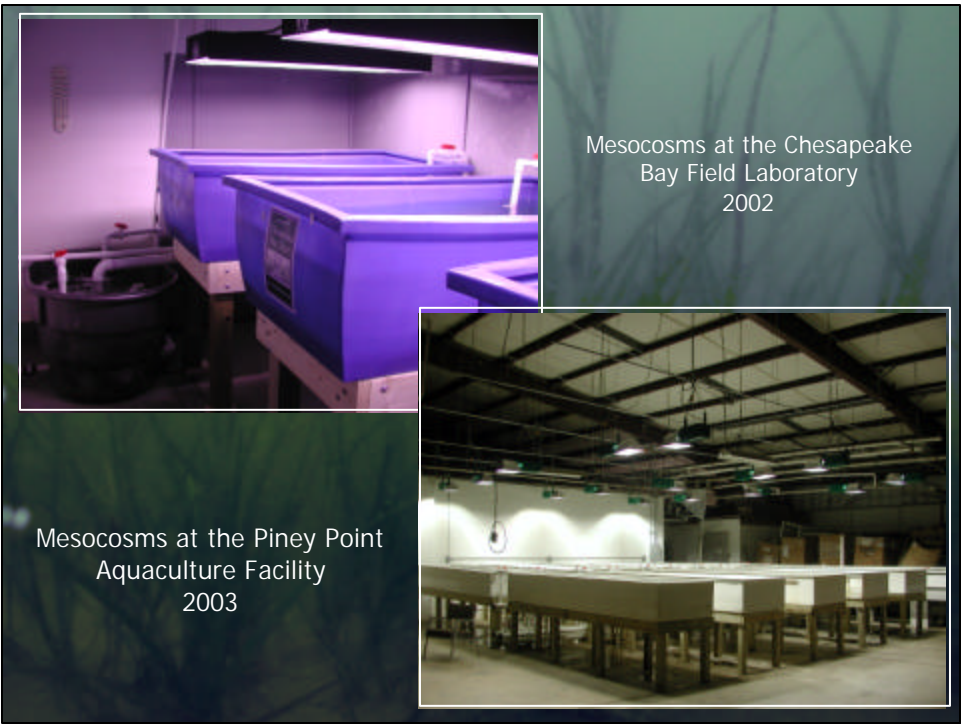 Mesocosms at the Chesapeake
Bay Field Laboratory
2002
Mesocosms at the Piney Point
Aquaculture Facility
2003